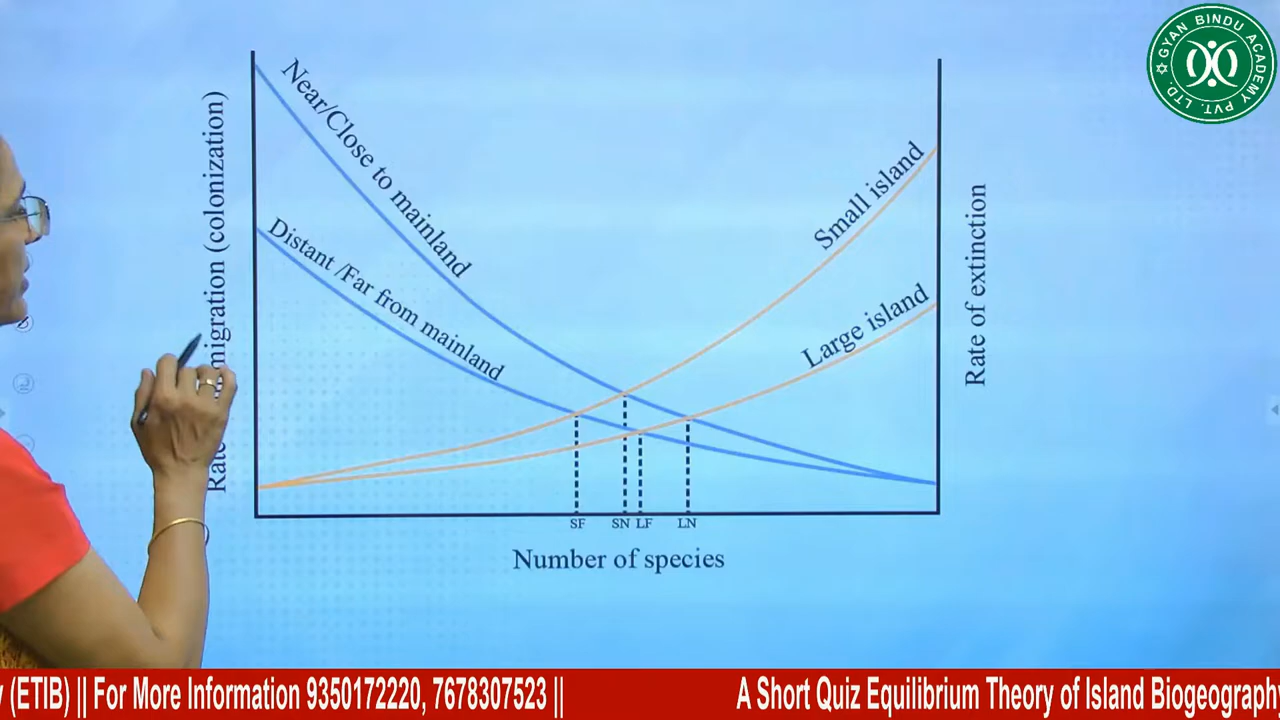 GYAN BINDU ACADEMY PVT. LTD.
Near/Close to mainland
Distant /Far from mainland
Small island
Large island
(colonization)
Rate of extinction
SF SN LF LN
Number of species
(ETIB) || For More Information 9350172220, 7678307523 || A Short Quiz Equilibrium Theory of Island Biogeography